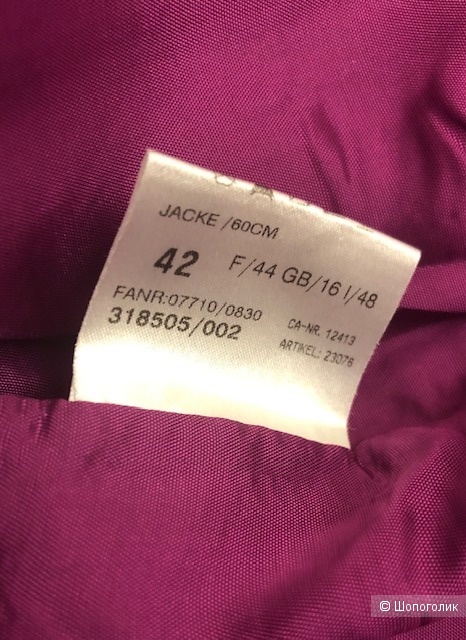 JACKE /60CM
42 F/44 GB/16 I/48
FANR:07710/0830
318505/002
CA-NR. 12413
ARTIKEL: 23076
© Шопоголик